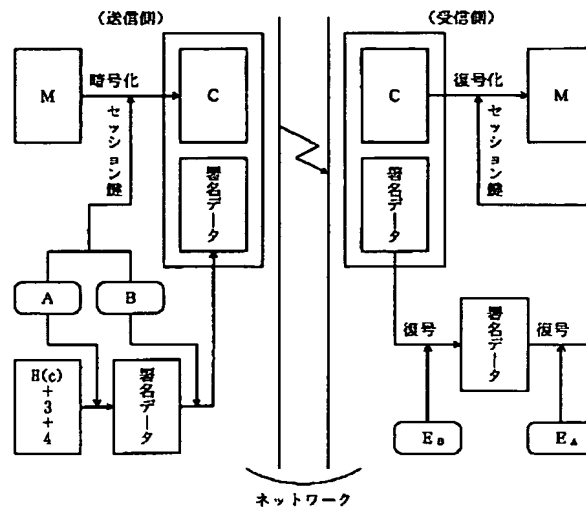 (送信側)
(受信側)
M
暗号化
セッション鍵
C
署名データ
C
署名データ
復号化
セッション鍵
M
A
B
H(c)
+
3
+
4
署名データ
復号
署名データ
復号
EB
EA
ネットワーク